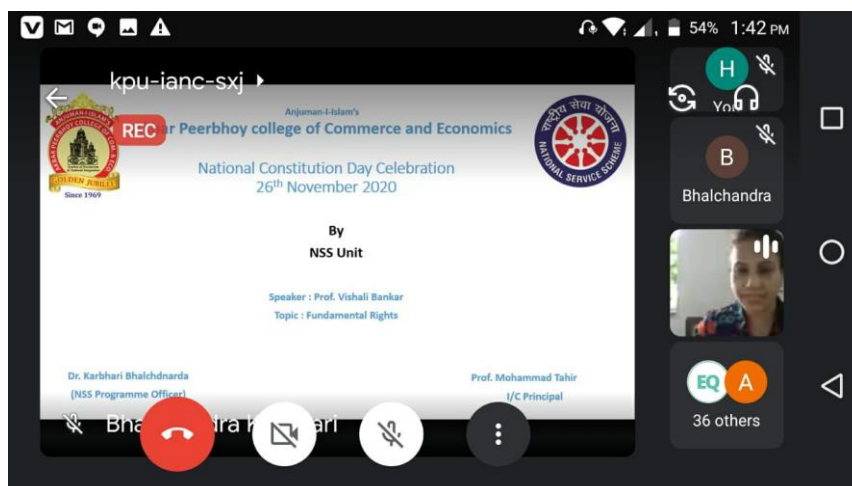 54% 1:42 PM
kpu-ianc-sxj
REC
Anjuman-I-Islam's
r Peerbhoy college of Commerce and Economics
National Constitution Day Celebration
26th November 2020
By
NSS Unit
Speaker : Prof. Vishali Bankar
Topic : Fundamental Rights
Dr. Karbhari Bhalchdnarda
(NSS Programme Officer)
Prof. Mohammad Tahir
I/C Principal
GOLDEN JUBILEE
Since 1969
राष्ट्रीय सेवा योजना
NATIONAL SERVICE SCHEME
H
You
B
Bhalchandra
EQ A
36 others